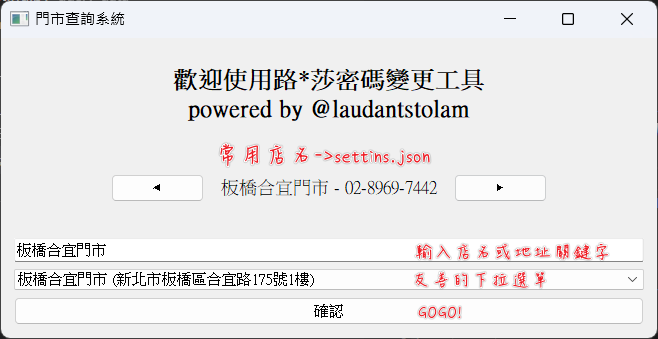 門市查詢系統
歡迎使用路*莎密碼變更工具
powered by @laudantstolam
常用店名->settins.json
板橋合宜門市 - 02-8969-7442
板橋合宜門市
輸入店名或地址關鍵字
板橋合宜門市 (新北市板橋區合宜路175號1樓)
友善的下拉選單
確認
GOGO!